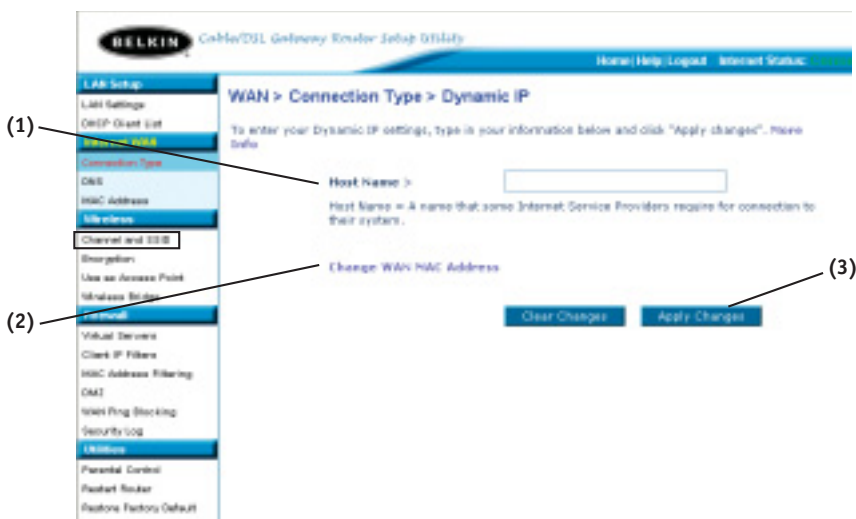 BELKIN
Cable/DSL Gateway Router Setup Utility
Home | Help | Logout Internet Status:
LAN Setup
LAN Settings
DHCP Client List
Internet WAN
Connection Type
DNS
MAC Address
Wireless
Channel and SSID
Encryption
Use as Access Point
Wireless Bridge
Firewall
Virtual Servers
Client IP Filters
MAC Address Filtering
DMZ
WAN Ping Blocking
Security Log
Utilities
Parental Control
Restart Router
Restore Factory Default
WAN > Connection Type > Dynamic IP
To enter your Dynamic IP settings, type in your information below and click "Apply changes". More
Info
(1)
Host Name >
Host Name = A name that some Internet Service Providers require for connection to
their system.
(2)
Change WAN MAC Address
(3)
Clear Changes Apply Changes